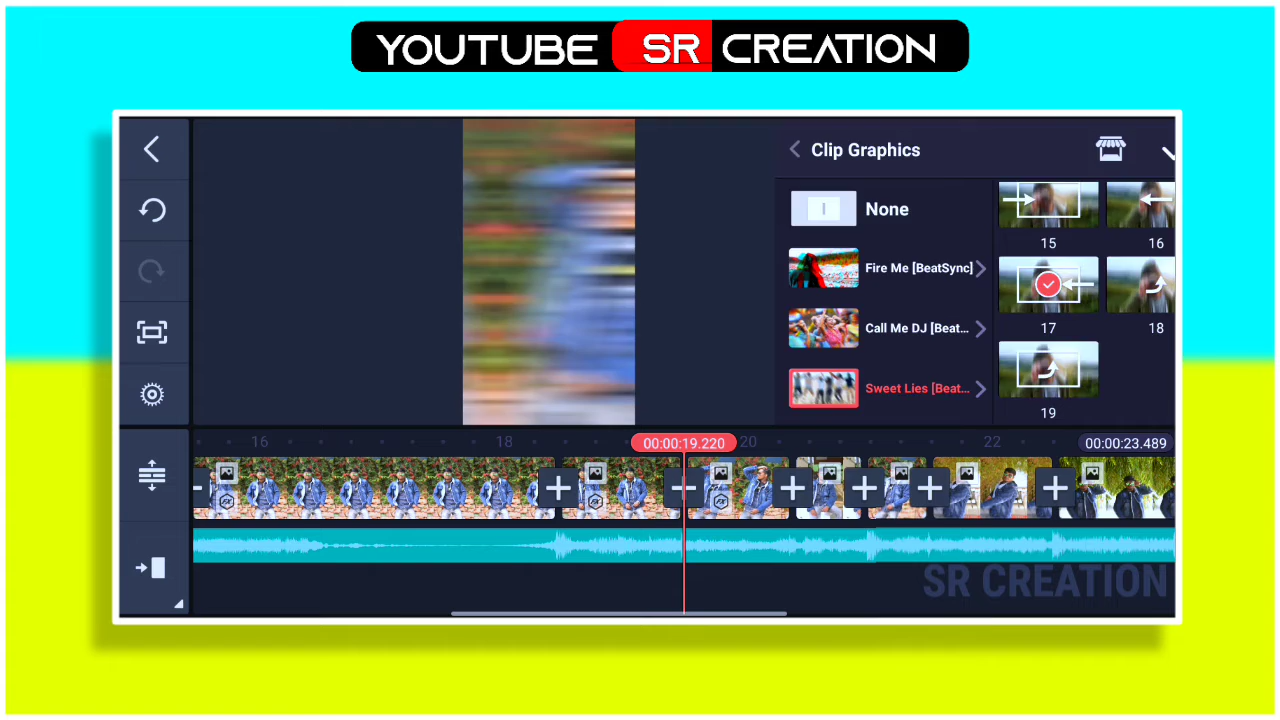 YOUTUBE SR CREATION
Clip Graphics
None
Fire Me [BeatSync]
Call Me DJ [Beat...
Sweet Lies [Beat...
15
16
17
18
19
16
18
00:00:19.220
20
22
00:00:23.489
SR CREATION